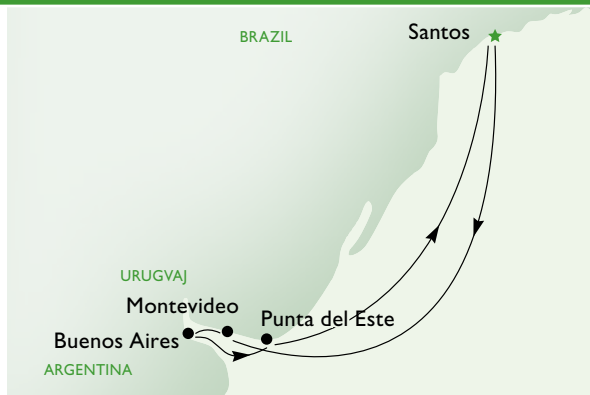 Santos
BRAZIL
URUGVAJ
Montevideo
Punta del Este
Buenos Aires
ARGENTINA